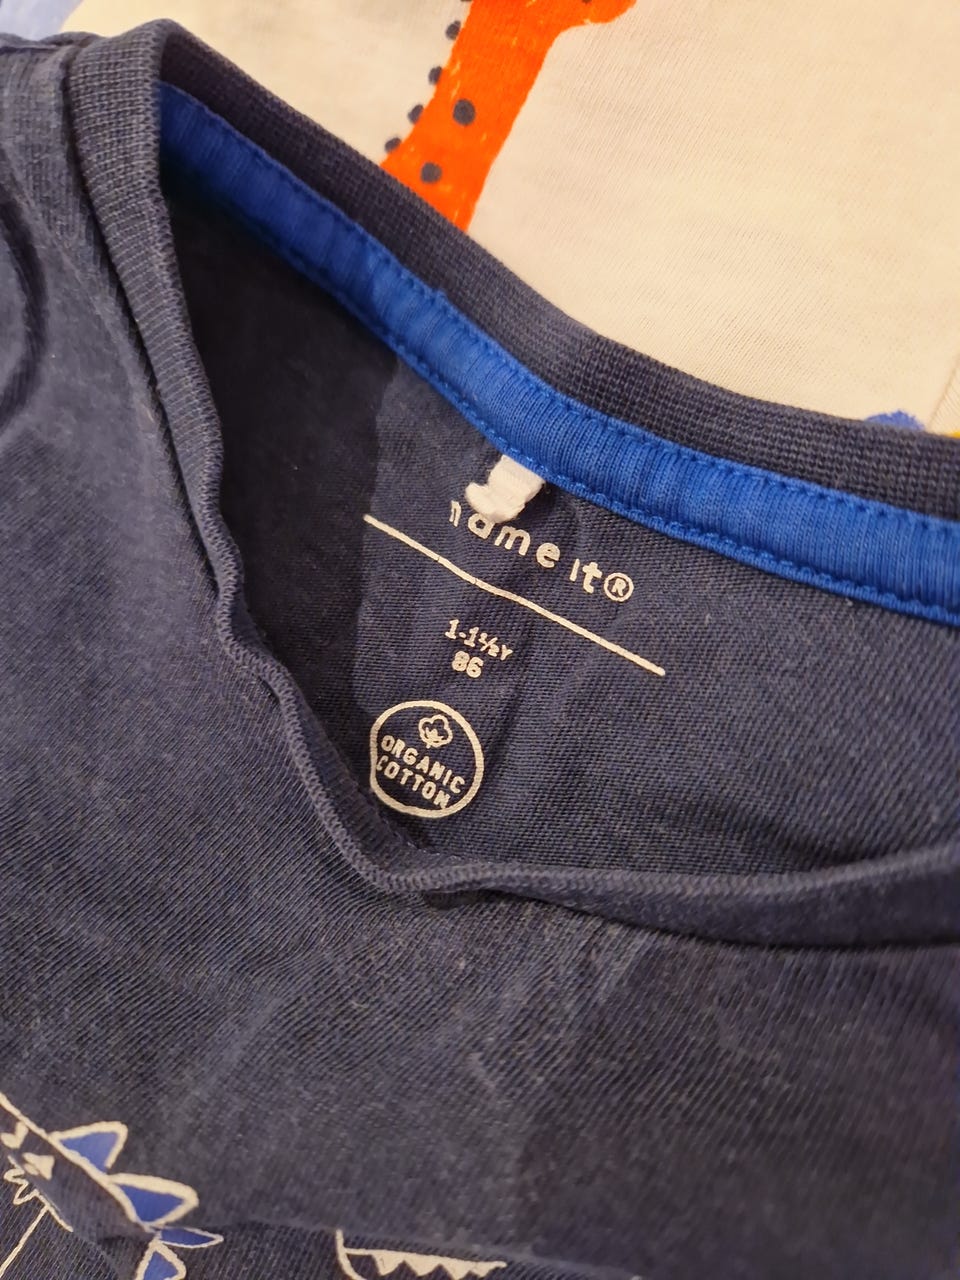 name it®
1-1½Y
86
ORGANIC
COTTON